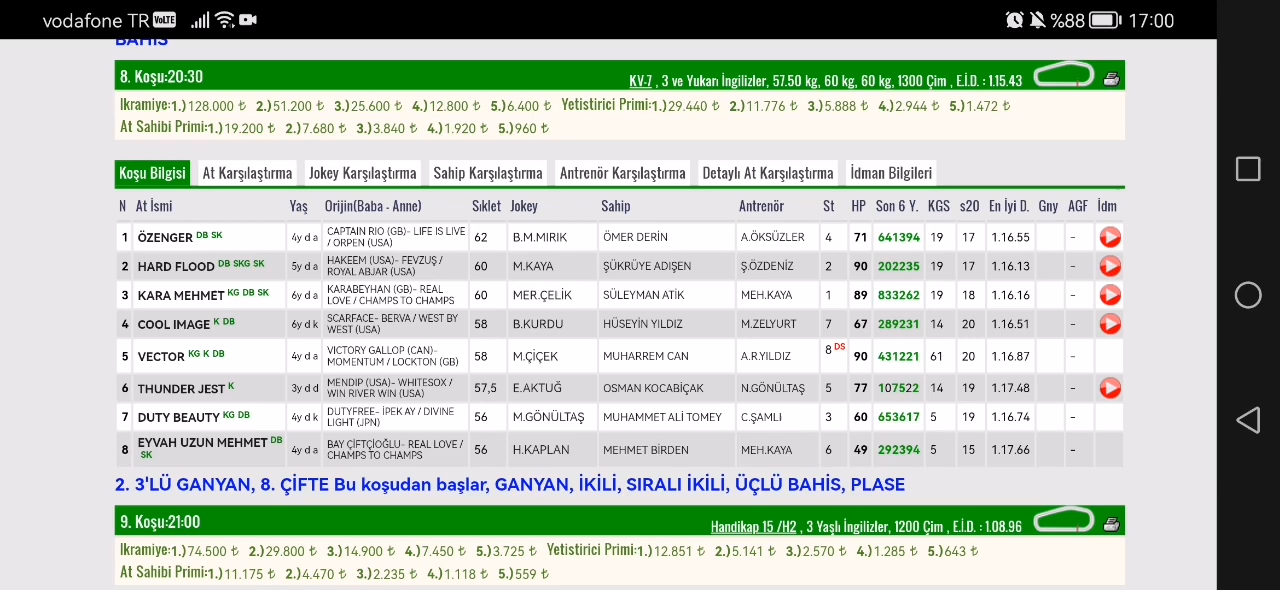 vodafone TR VoLTE %88 17:00
BAHİS
8. Koşu:20:30 KV-7 , 3 ve Yukarı İngilizler, 57.50 kg, 60 kg, 60 kg, 1300 Çim , E.İ.D. : 1.15.43
Ikramiye:1.)128.000 ₺ 2.)51.200 ₺ 3.)25.600 ₺ 4.)12.800 ₺ 5.)6.400 ₺ Yetistirici Primi:1.)29.440 ₺ 2.)11.776 ₺ 3.)5.888 ₺ 4.)2.944 ₺ 5.)1.472 ₺
At Sahibi Primi:1.)19.200 ₺ 2.)7.680 ₺ 3.)3.840 ₺ 4.)1.920 ₺ 5.)960 ₺
Koşu Bilgisi At Karşılaştırma Jokey Karşılaştırma Sahip Karşılaştırma Antrenör Karşılaştırma Detaylı At Karşılaştırma İdman Bilgileri
N At İsmi Yaş Orijin(Baba - Anne) Sıklet Jokey Sahip Antrenör St HP Son 6 Y. KGS s20 En İyi D. Gny AGF İdm
1 ÖZENGER DB SK 4y d a CAPTAIN RIO (GB)- LIFE IS LIVE / ORPEN (USA) 62 B.M.MIRIK ÖMER DERİN A.ÖKSÜZLER 4 71 641394 19 17 1.16.55 -
2 HARD FLOOD DB SKG SK 5y d a HAKEEM (USA)- FEVZUŞ / ROYAL ABJAR (USA) 60 M.KAYA ŞÜKRÜYE ADIŞEN Ş.ÖZDENİZ 2 90 202235 19 17 1.16.13 -
3 KARA MEHMET KG DB SK 6y d a KARABEYHAN (GB)- REAL LOVE / CHAMPS TO CHAMPS 60 MER.ÇELİK SÜLEYMAN ATİK MEH.KAYA 1 89 833262 19 18 1.16.16 -
4 COOL IMAGE K DB 6y d k SCARFACE- BERVA / WEST BY WEST (USA) 58 B.KURDU HÜSEYİN YILDIZ M.ZELYURT 7 67 289231 14 20 1.16.51 -
5 VECTOR KG K DB 4y d a VICTORY GALLOP (CAN)- MOMENTUM / LOCKTON (GB) 58 M.ÇİÇEK MUHARREM CAN A.R.YILDIZ 8 DS 90 431221 61 20 1.16.87 -
6 THUNDER JEST K 3y d d MENDIP (USA)- WHITESOX / WIN RIVER WIN (USA) 57,5 E.AKTUĞ OSMAN KOCABIÇAK N.GÖNÜLTAŞ 5 77 107522 14 19 1.17.48 -
7 DUTY BEAUTY KG DB 4y d k DUTYFREE- İPEK AY / DIVINE LIGHT (JPN) 56 M.GÖNÜLTAŞ MUHAMMET ALİ TOMEY C.ŞAMLI 3 60 653617 5 19 1.16.74 -
8 EYVAH UZUN MEHMET DB SK 4y d a BAY ÇİFTÇİOĞLU- REAL LOVE / CHAMPS TO CHAMPS 56 H.KAPLAN MEHMET BİRDEN MEH.KAYA 6 49 292394 5 15 1.17.66 -
2. 3'LÜ GANYAN, 8. ÇİFTE Bu koşudan başlar, GANYAN, İKİLİ, SIRALI İKİLİ, ÜÇLÜ BAHİS, PLASE
9. Koşu:21:00 Handikap 15 /H2 , 3 Yaşlı İngilizler, 1200 Çim , E.İ.D. : 1.08.96
Ikramiye:1.)74.500 ₺ 2.)29.800 ₺ 3.)14.900 ₺ 4.)7.450 ₺ 5.)3.725 ₺ Yetistirici Primi:1.)12.851 ₺ 2.)5.141 ₺ 3.)2.570 ₺ 4.)1.285 ₺ 5.)643 ₺
At Sahibi Primi:1.)11.175 ₺ 2.)4.470 ₺ 3.)2.235 ₺ 4.)1.118 ₺ 5.)559 ₺